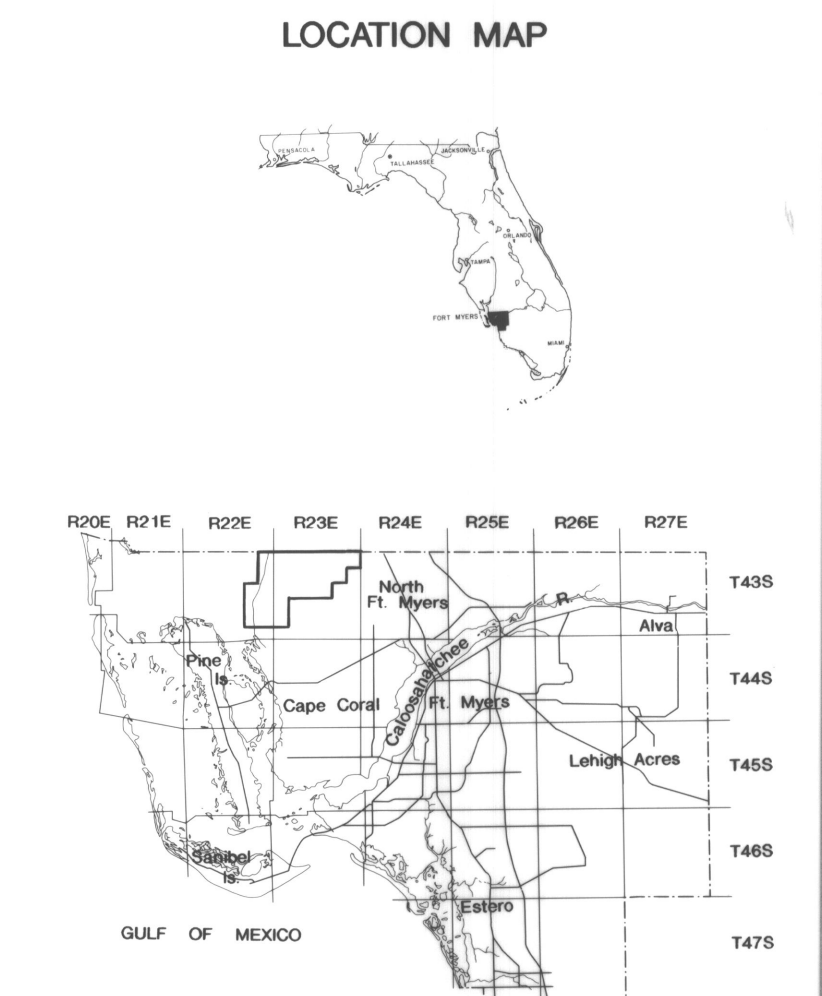 LOCATION MAP
PENSACOLA
TALLAHASSEE
JACKSONVILLE
ORLANDO
TAMPA
FORT MYERS
MIAMI
R20E R21E R22E R23E R24E R25E R26E R27E
T43S
North
Ft. Myers
R.
Alva
Pine
Is.
T44S
Caloosahatchee
Cape Coral
Ft. Myers
Lehigh Acres
T45S
Sanibel
Is.
T46S
Estero
GULF OF MEXICO
T47S